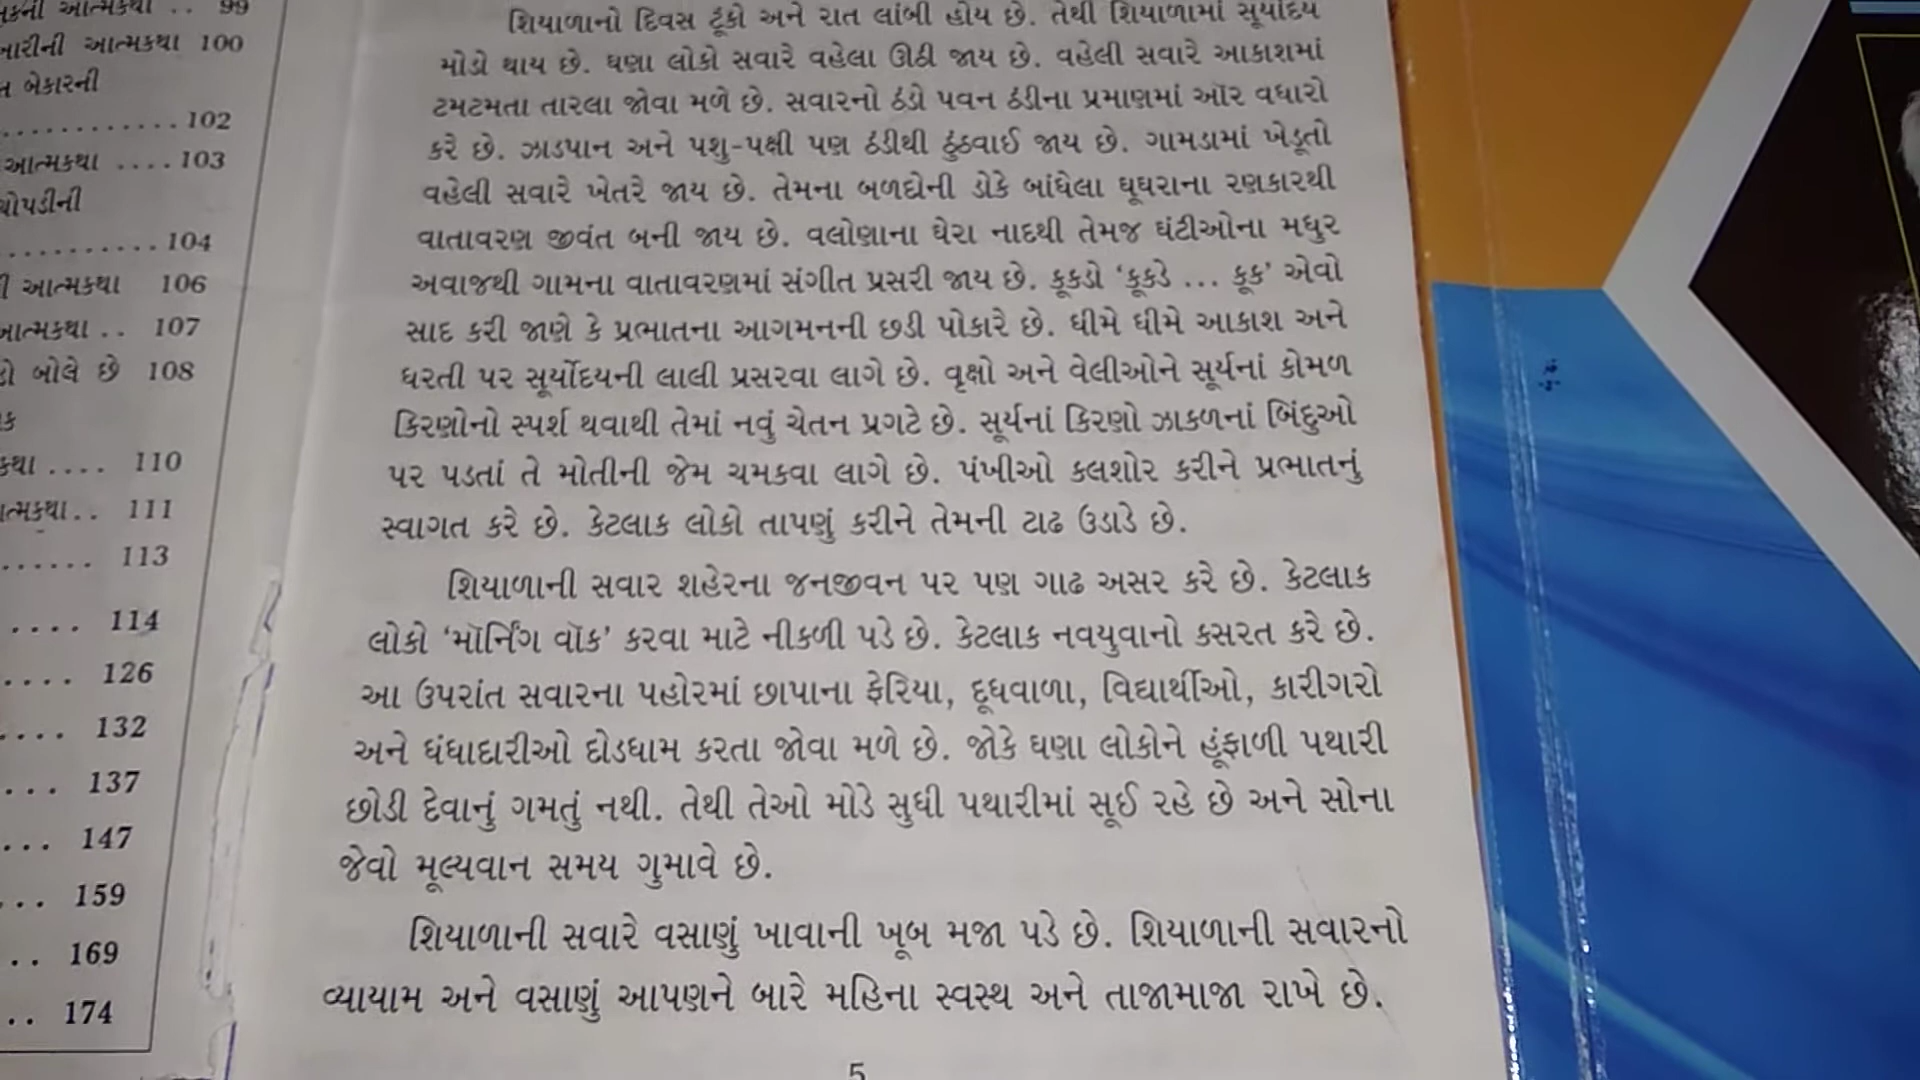 આત્મકથા . . 99
આત્મકથા 100
બેકારની
. . . . . . . . . . . . 102
આત્મકથા . . . . 103
. . . . . . . . . . 104
આત્મકથા 106
. . 107
બોલે છે 108
. . . . 110
. . 111
. . . . . . 113
. . . . 114
. . . . 126
. . . . 132
. . . 137
. . . 147
. . . 159
. . 169
. . 174
શિયાળાનો દિવસ ટૂંકો અને રાત લાંબી હોય છે. તેથી શિયાળામાં સૂર્યોદય
મોડો થાય છે. ઘણા લોકો સવારે વહેલા ઊઠી જાય છે. વહેલી સવારે આકાશમાં
ટમટમતા તારલા જોવા મળે છે. સવારનો ઠંડો પવન ઠંડીના પ્રમાણમાં ઑર વધારો
કરે છે. ઝાડપાન અને પશુ-પક્ષી પણ ઠંડીથી ઠૂંઠવાઈ જાય છે. ગામડામાં ખેડૂતો
વહેલી સવારે ખેતરે જાય છે. તેમના બળદોની ડોકે બાંધેલા ઘૂઘરાના રણકારથી
વાતાવરણ જીવંત બની જાય છે. વલોણાના ઘેરા નાદથી તેમજ ઘંટીઓના મધુર
અવાજથી ગામના વાતાવરણમાં સંગીત પ્રસરી જાય છે. કૂકડો ‘કૂકડે ... કૂક’ એવો
સાદ કરી જાણે કે પ્રભાતના આગમનની છડી પોકારે છે. ધીમે ધીમે આકાશ અને
ધરતી પર સૂર્યોદયની લાલી પ્રસરવા લાગે છે. વૃક્ષો અને વેલીઓને સૂર્યનાં કોમળ
કિરણોનો સ્પર્શ થવાથી તેમાં નવું ચેતન પ્રગટે છે. સૂર્યનાં કિરણો ઝાકળનાં બિંદુઓ
પર પડતાં તે મોતીની જેમ ચમકવા લાગે છે. પંખીઓ કલશોર કરીને પ્રભાતનું
સ્વાગત કરે છે. કેટલાક લોકો તાપણું કરીને તેમની ટાઢ ઉડાડે છે.
શિયાળાની સવાર શહેરના જનજીવન પર પણ ગાઢ અસર કરે છે. કેટલાક
લોકો ‘મૉર્નિંગ વૉક’ કરવા માટે નીકળી પડે છે. કેટલાક નવયુવાનો કસરત કરે છે.
આ ઉપરાંત સવારના પહોરમાં છાપાના ફેરિયા, દૂધવાળા, વિદ્યાર્થીઓ, કારીગરો
અને ધંધાદારીઓ દોડધામ કરતા જોવા મળે છે. જોકે ઘણા લોકોને હૂંફાળી પથારી
છોડી દેવાનું ગમતું નથી. તેથી તેઓ મોડે સુધી પથારીમાં સૂઈ રહે છે અને સોના
જેવો મૂલ્યવાન સમય ગુમાવે છે.
શિયાળાની સવારે વસાણું ખાવાની ખૂબ મજા પડે છે. શિયાળાની સવારનો
વ્યાયામ અને વસાણું આપણને બારે મહિના સ્વસ્થ અને તાજામાજા રાખે છે.
5